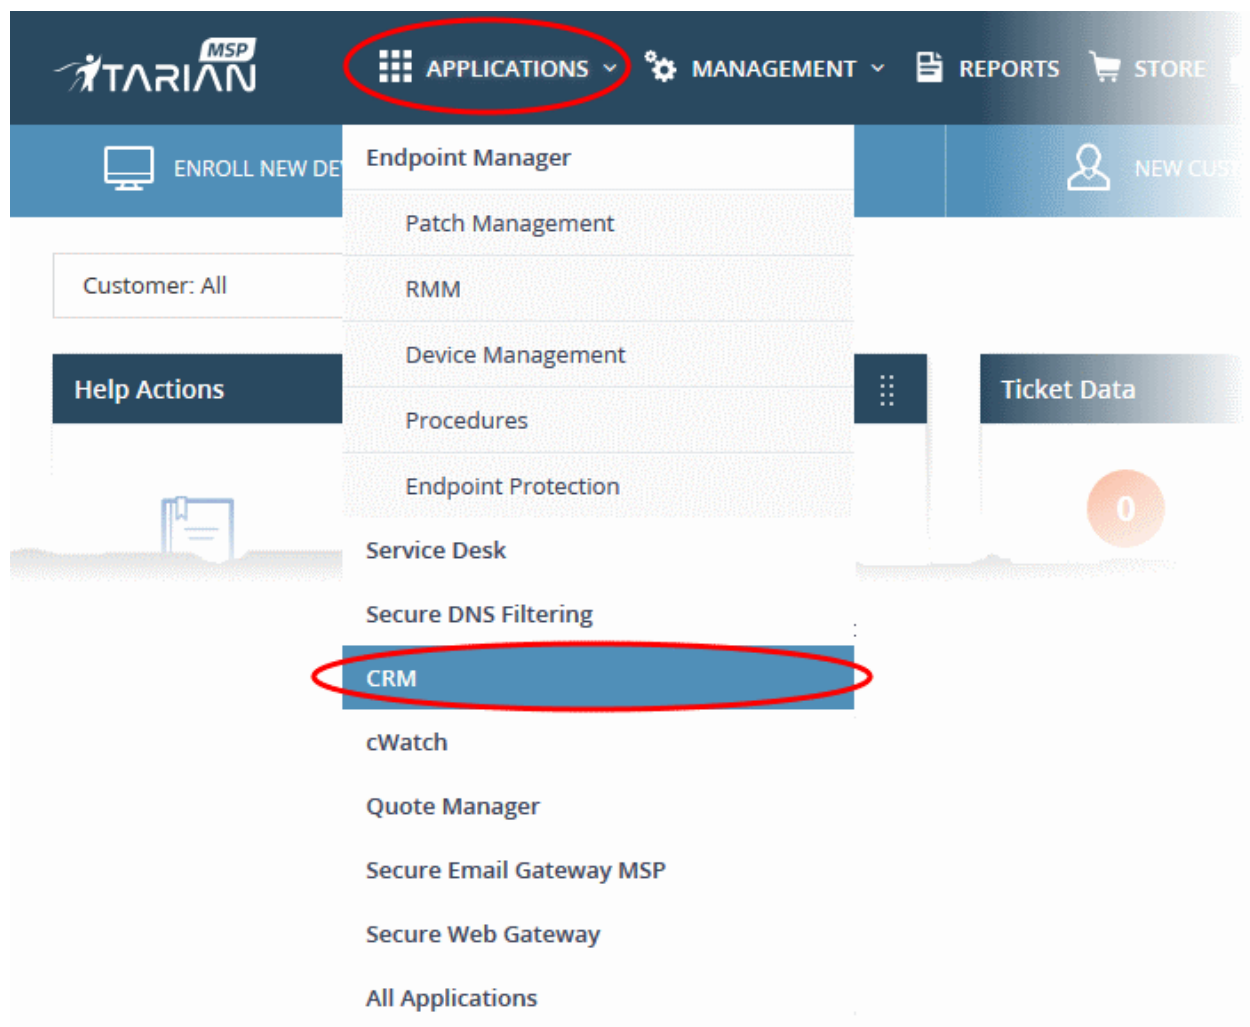 MSP
ITARIAN
APPLICATIONS
MANAGEMENT
REPORTS
STORE
ENROLL NEW DE
NEW CUST
Customer: All
Help Actions
Ticket Data
0
Endpoint Manager
Patch Management
RMM
Device Management
Procedures
Endpoint Protection
Service Desk
Secure DNS Filtering
CRM
cWatch
Quote Manager
Secure Email Gateway MSP
Secure Web Gateway
All Applications